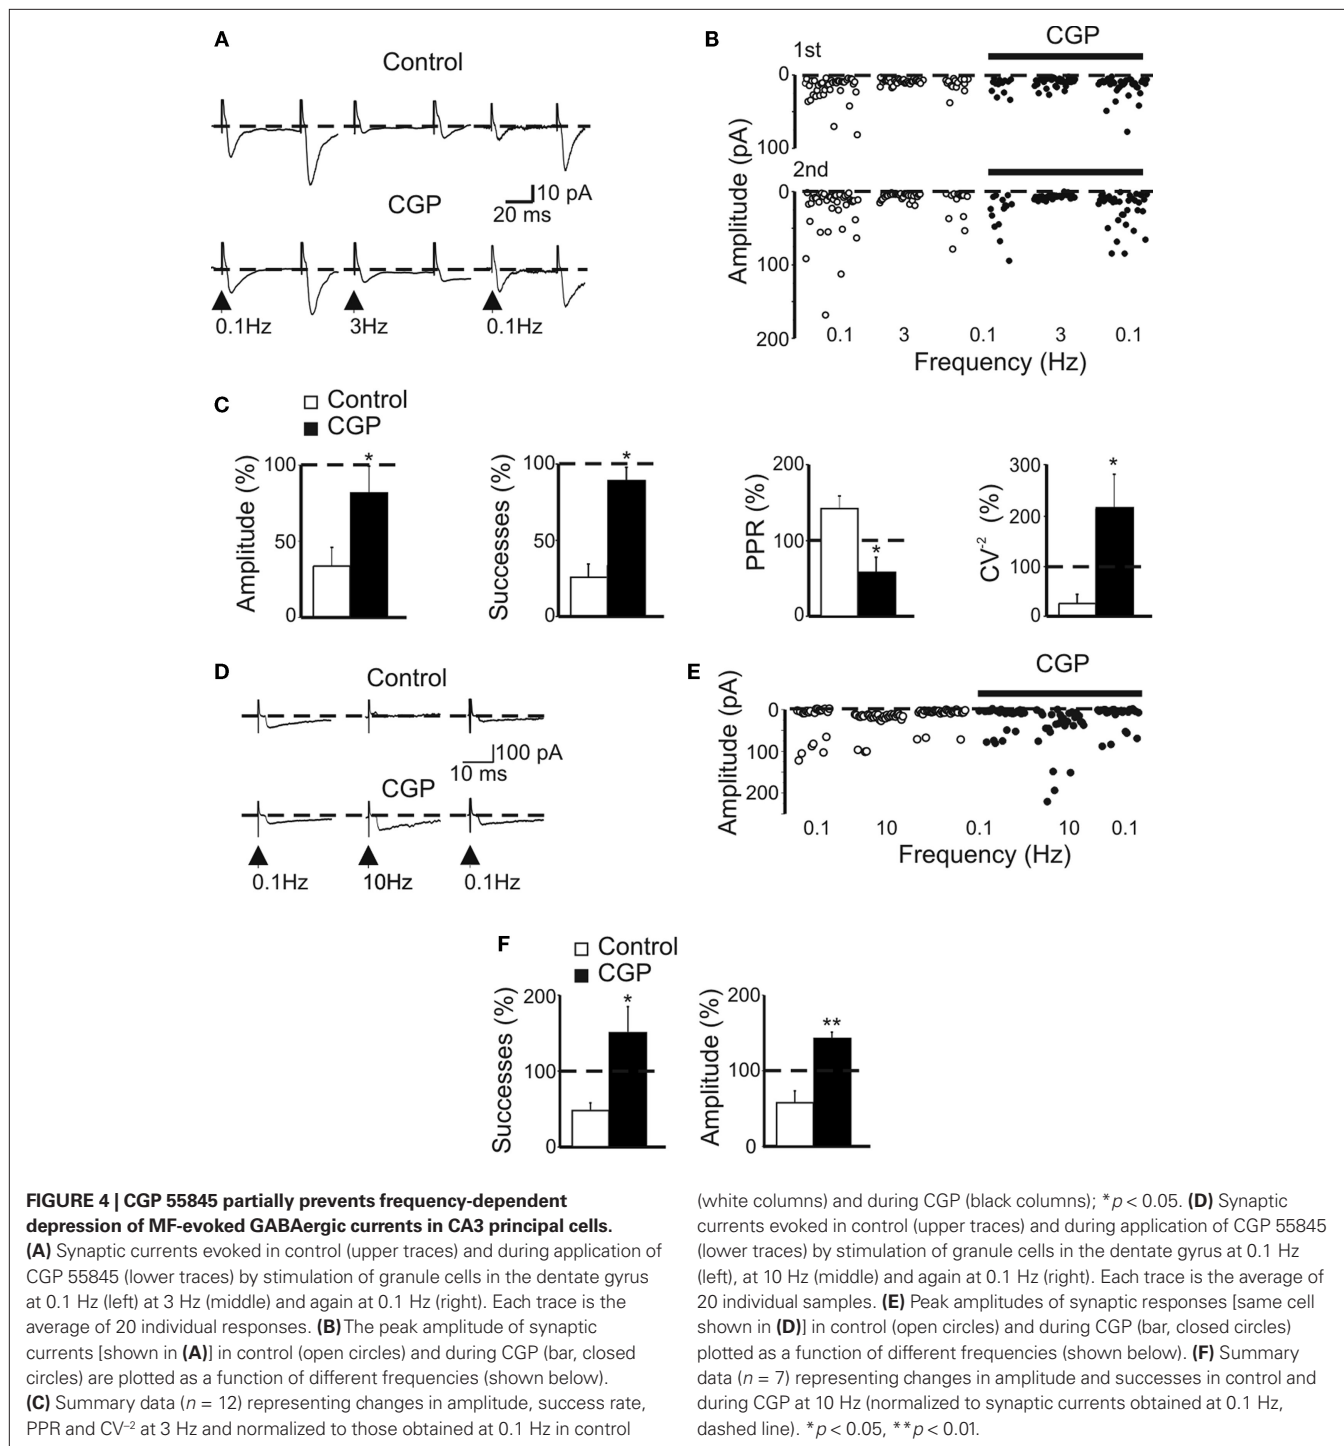 A
Control
CGP
10 pA
20 ms
0.1Hz
3Hz
0.1Hz
B
CGP
1st
0
100
2nd
0
100
200
Amplitude (pA)
0.1
3
0.1
3
0.1
Frequency (Hz)
C
Control
CGP
Amplitude (%)
100
50
0
*
Successes (%)
100
50
0
*
PPR (%)
200
100
0
*
CV-2 (%)
300
200
100
0
*
D
Control
100 pA
10 ms
CGP
0.1Hz
10Hz
0.1Hz
E
CGP
Amplitude (pA)
0
100
200
0.1
10
0.1
10
0.1
Frequency (Hz)
F
Control
CGP
Successes (%)
200
100
0
*
Amplitude (%)
200
100
0
**
FIGURE 4 | CGP 55845 partially prevents frequency-dependent
depression of MF-evoked GABAergic currents in CA3 principal cells.
(A) Synaptic currents evoked in control (upper traces) and during application of
CGP 55845 (lower traces) by stimulation of granule cells in the dentate gyrus
at 0.1 Hz (left) at 3 Hz (middle) and again at 0.1 Hz (right). Each trace is the
average of 20 individual responses. (B) The peak amplitude of synaptic
currents [shown in (A)] in control (open circles) and during CGP (bar, closed
circles) are plotted as a function of different frequencies (shown below).
(C) Summary data (n = 12) representing changes in amplitude, success rate,
PPR and CV–2 at 3 Hz and normalized to those obtained at 0.1 Hz in control
(white columns) and during CGP (black columns); *p < 0.05. (D) Synaptic
currents evoked in control (upper traces) and during application of CGP 55845
(lower traces) by stimulation of granule cells in the dentate gyrus at 0.1 Hz
(left), at 10 Hz (middle) and again at 0.1 Hz (right). Each trace is the average of
20 individual samples. (E) Peak amplitudes of synaptic responses [same cell
shown in (D)] in control (open circles) and during CGP (bar, closed circles)
plotted as a function of different frequencies (shown below). (F) Summary
data (n = 7) representing changes in amplitude and successes in control and
during CGP at 10 Hz (normalized to synaptic currents obtained at 0.1 Hz,
dashed line). *p < 0.05, **p < 0.01.